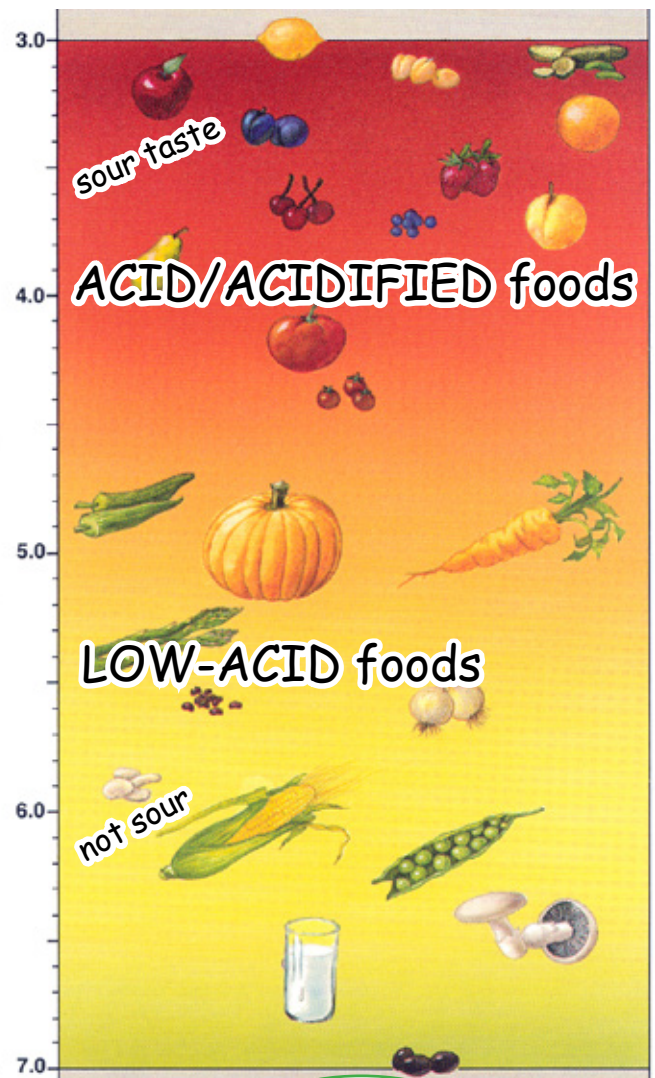 3.0
sour taste
ACID/ACIDIFIED foods
4.0
5.0
LOW-ACID foods
not sour
6.0
7.0